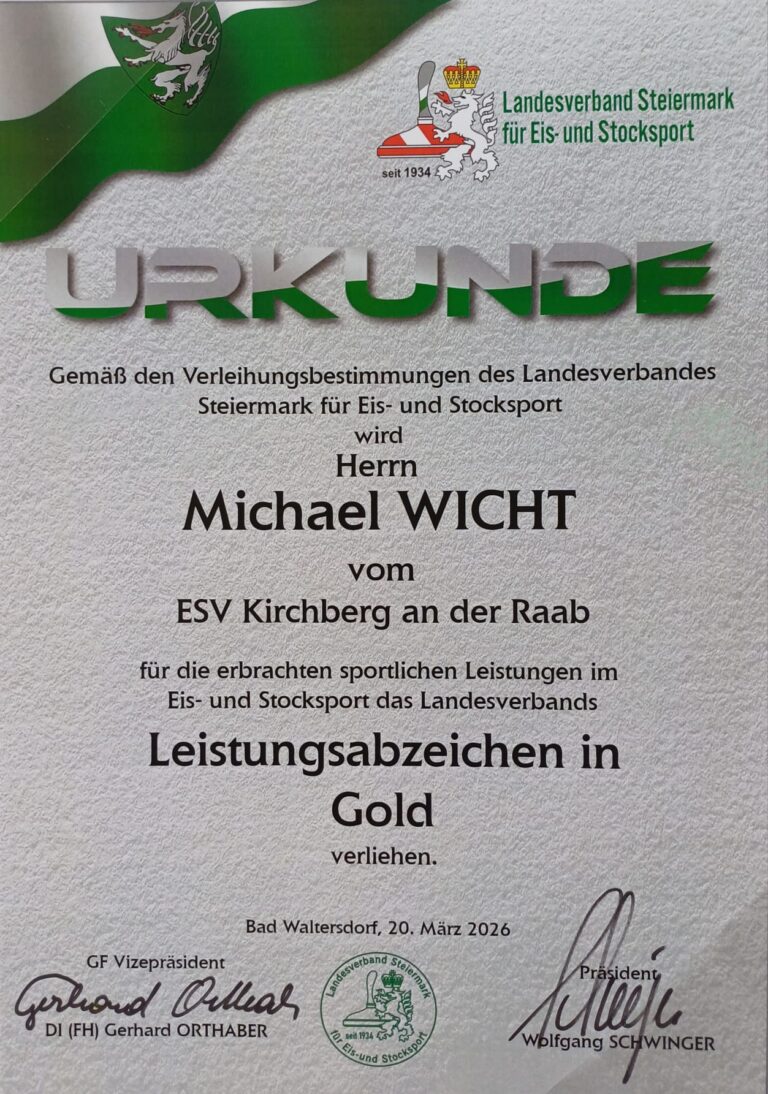 Landesverband Steiermark
für Eis- und Stocksport
seit 1934
URKUNDE
Gemäß den Verleihungsbestimmungen des Landesverbandes
Steiermark für Eis- und Stocksport
wird
Herrn
Michael WICHT
vom
ESV Kirchberg an der Raab
für die erbrachten sportlichen Leistungen im
Eis- und Stocksport das Landesverbands
Leistungsabzeichen in
Gold
verliehen.
Bad Waltersdorf, 20. März 2026
GF Vizepräsident
Gerhard Orthaber
DI (FH) Gerhard ORTHABER
Landesverband Steiermark
seit 1934
für Eis-und Stocksport
Präsident
Wolfgang SCHWINGER